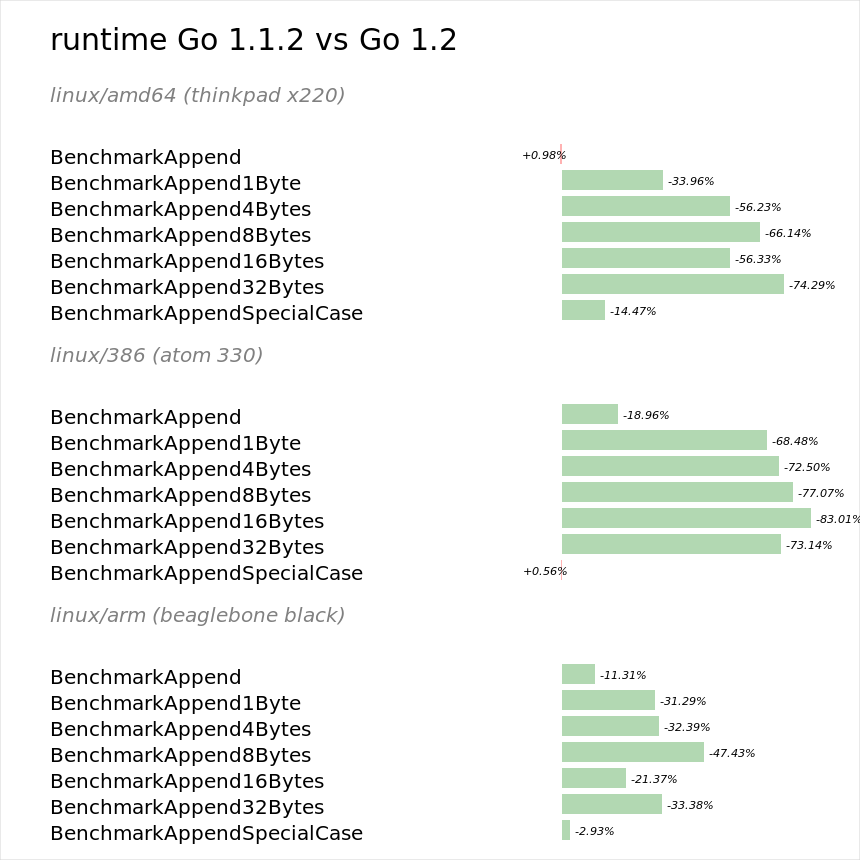 runtime Go 1.1.2 vs Go 1.2
linux/amd64 (thinkpad x220)
BenchmarkAppend +0.98%
BenchmarkAppend1Byte -33.96%
BenchmarkAppend4Bytes -56.23%
BenchmarkAppend8Bytes -66.14%
BenchmarkAppend16Bytes -56.33%
BenchmarkAppend32Bytes -74.29%
BenchmarkAppendSpecialCase -14.47%
linux/386 (atom 330)
BenchmarkAppend -18.96%
BenchmarkAppend1Byte -68.48%
BenchmarkAppend4Bytes -72.50%
BenchmarkAppend8Bytes -77.07%
BenchmarkAppend16Bytes -83.01%
BenchmarkAppend32Bytes -73.14%
BenchmarkAppendSpecialCase +0.56%
linux/arm (beaglebone black)
BenchmarkAppend -11.31%
BenchmarkAppend1Byte -31.29%
BenchmarkAppend4Bytes -32.39%
BenchmarkAppend8Bytes -47.43%
BenchmarkAppend16Bytes -21.37%
BenchmarkAppend32Bytes -33.38%
BenchmarkAppendSpecialCase -2.93%